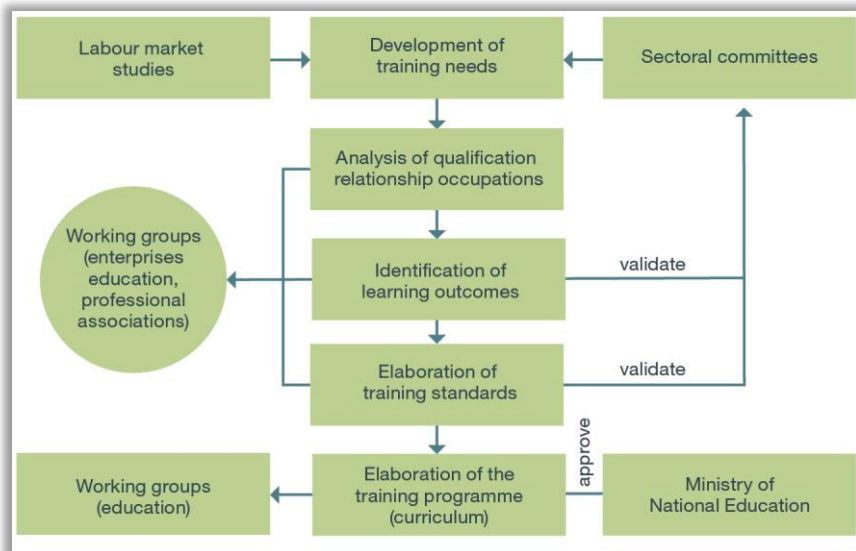 Labour market
studies
Development of
training needs
Sectoral committees
Analysis of qualification
relationship occupations
Working groups
(enterprises
education,
professional
associations)
Identification of
learning outcomes
validate
Elaboration of
training standards
validate
Working groups
(education)
Elaboration of the
training programme
(curriculum)
approve
Ministry of
National Education